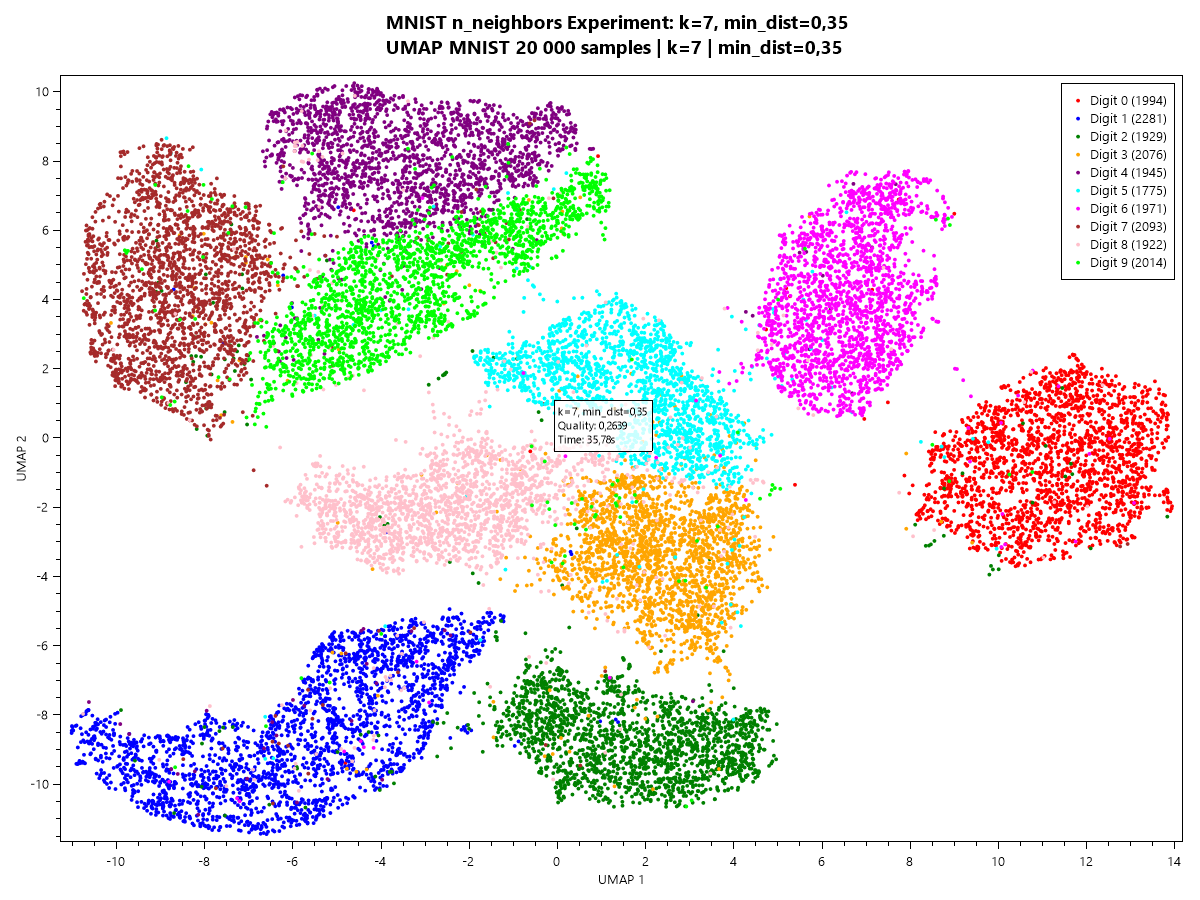 MNIST n_neighbors Experiment: k=7, min_dist=0,35
UMAP MNIST 20 000 samples | k=7 | min_dist=0,35
Digit 0 (1994)
Digit 1 (2281)
Digit 2 (1929)
Digit 3 (2076)
Digit 4 (1945)
Digit 5 (1775)
Digit 6 (1971)
Digit 7 (2093)
Digit 8 (1922)
Digit 9 (2014)
10
8
6
4
2
0
-2
-4
-6
-8
-10
UMAP 2
k=7, min_dist=0,35
Quality: 0,2639
Time: 35,78s
-10
-8
-6
-4
-2
0
2
4
6
8
10
12
14
UMAP 1